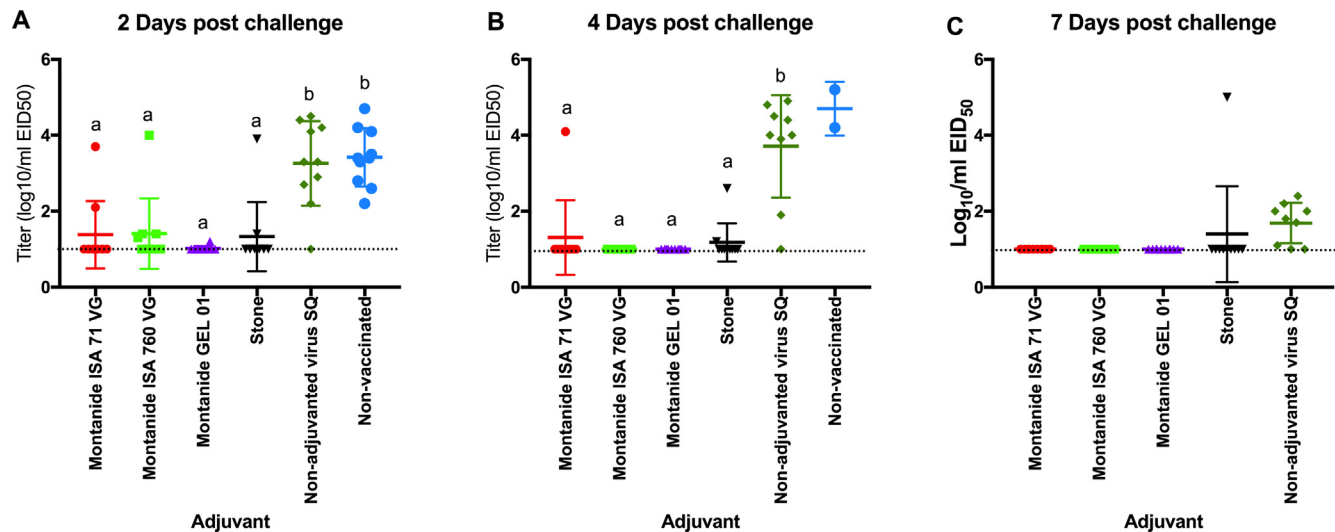 A
2 Days post challenge
Titer (log10/ml EID50)
6
4
2
0
a
a
a
a
b
b
Montanide ISA 71 VG
Montanide ISA 760 VG
Montanide GEL 01
Stone
Non-adjuvanted virus SQ
Non-vaccinated
Adjuvant
B
4 Days post challenge
Titer (log10/ml EID50)
6
4
2
0
a
a
a
a
b
Montanide ISA 71 VG
Montanide ISA 760 VG
Montanide GEL 01
Stone
Non-adjuvanted virus SQ
Non-vaccinated
Adjuvant
C
7 Days post challenge
Log₁₀/ml EID₅₀
6
4
2
0
Montanide ISA 71 VG
Montanide ISA 760 VG
Montanide GEL 01
Stone
Non-adjuvanted virus SQ
Adjuvant